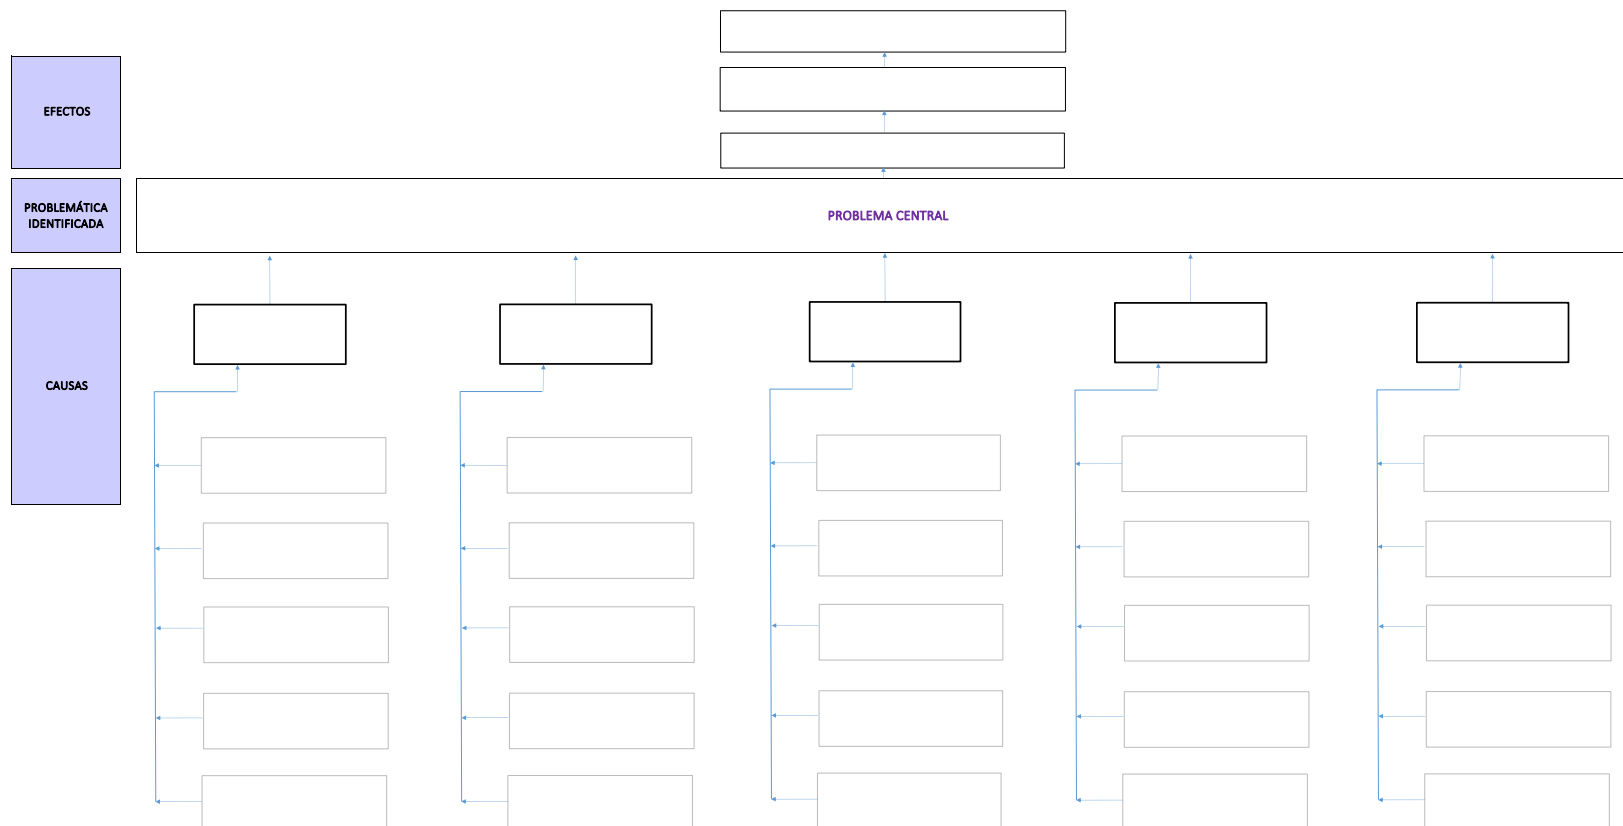 EFECTOS
PROBLEMÁTICA
IDENTIFICADA
PROBLEMA CENTRAL
CAUSAS